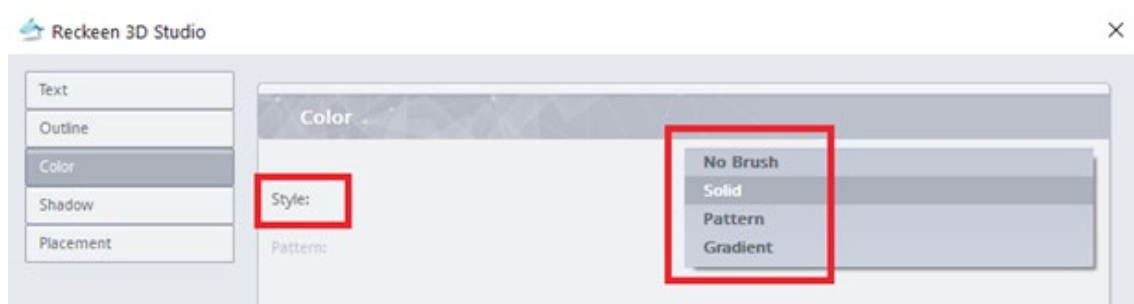 Reckeen 3D Studio
Text
Outline
Color
Shadow
Placement
Color
Style:
Pattern:
No Brush
Solid
Pattern
Gradient